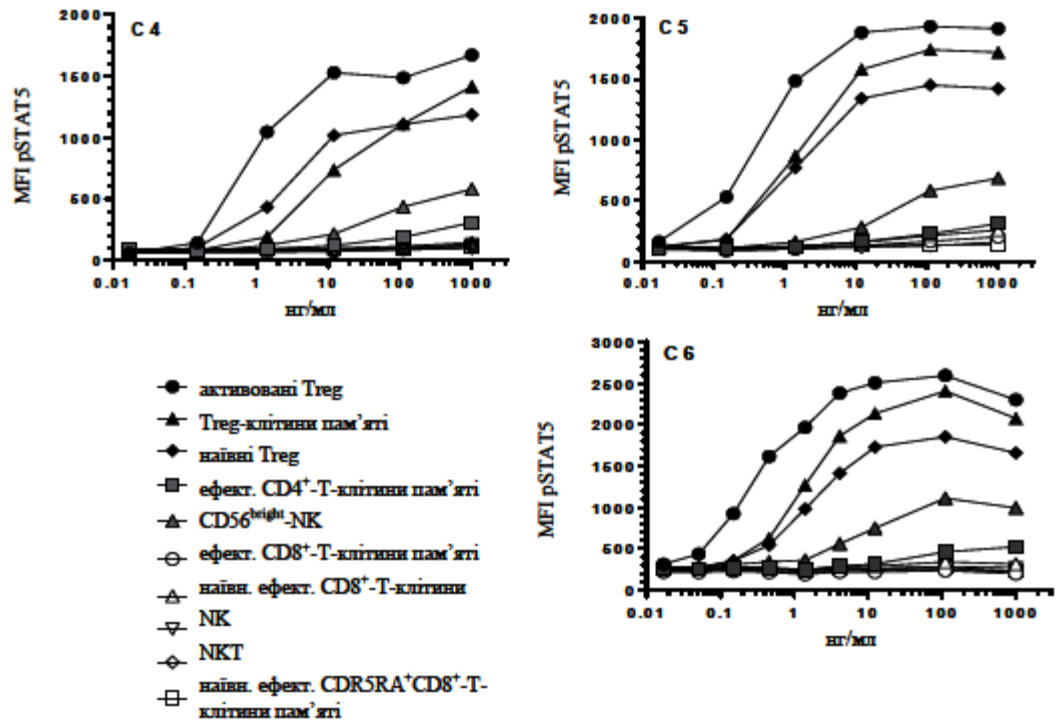 C 4
2000
1500
1000
500
0
MFI pSTAT5
0.01 0.1 1 10 100 1000
нг/мл
C 5
2000
1500
1000
500
0
MFI pSTAT5
0.01 0.1 1 10 100 1000
нг/мл
C 6
3000
2500
2000
1500
1000
500
0
MFI pSTAT5
0.01 0.1 1 10 100 1000
нг/мл
активовані Treg
Treg-клітини пам’яті
наївні Treg
ефект. CD4⁺-Т-клітини пам’яті
CD56ᵇʳⁱᵍʰᵗ-NK
ефект. CD8⁺-Т-клітини пам’яті
наївн. ефект. CD8⁺-Т-клітини
NK
NKT
наївн. ефект. CDR5RA⁺CD8⁺-Т-
клітини пам’яті